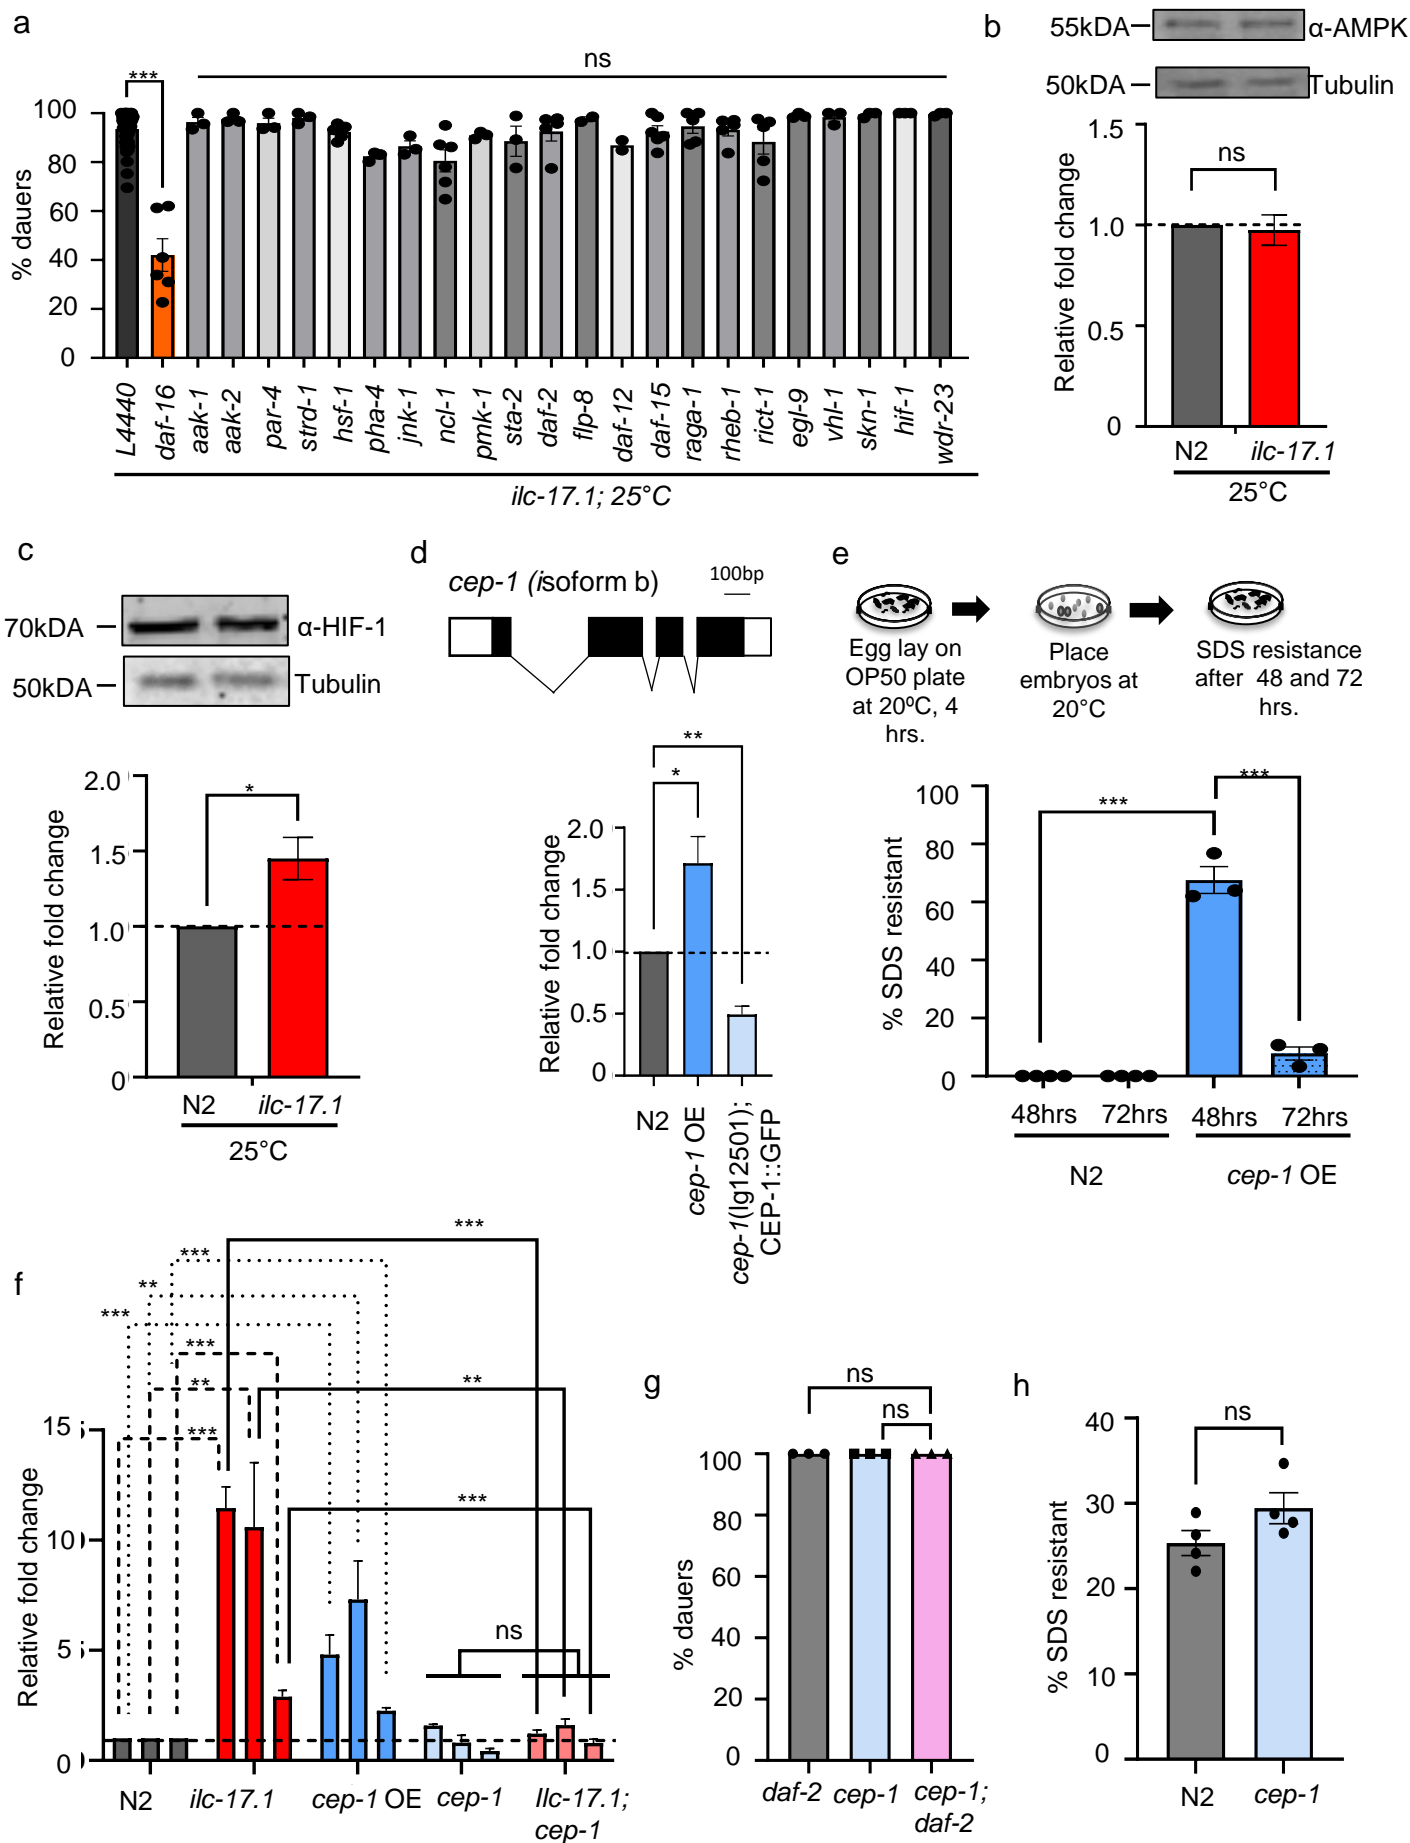 a
***
ns
% dauers
100
80
60
40
20
0
L4440
daf-16
aak-1
aak-2
par-4
strd-1
hsf-1
pha-4
jnk-1
ncl-1
pmk-1
sta-2
daf-2
flp-8
daf-12
daf-15
raga-1
rheb-1
rict-1
egl-9
vhl-1
skn-1
hif-1
wdr-23
ilc-17.1; 25°C
b
55kDA
α-AMPK
50kDA
Tubulin
Relative fold change
1.5
1.0
0.5
0
ns
N2
ilc-17.1
25°C
c
70kDA
α-HIF-1
50kDA
Tubulin
Relative fold change
2.0
1.5
1.0
0.5
0
*
N2
ilc-17.1
25°C
d
cep-1 (isoform b)
100bp
**
*
Relative fold change
2.0
1.5
1.0
0.5
0
N2
cep-1 OE
cep-1(lg12501);
CEP-1::GFP
e
Egg lay on
OP50 plate
at 20ºC, 4
hrs.
Place
embryos at
20°C
SDS resistance
after 48 and 72
hrs.
% SDS resistant
100
80
60
40
20
0
***
***
48hrs
72hrs
48hrs
72hrs
N2
cep-1 OE
f
***
***
**
***
***
**
**
***
***
ns
Relative fold change
15
10
5
0
N2
ilc-17.1
cep-1 OE
cep-1
Ilc-17.1;
cep-1
g
ns
ns
% dauers
100
80
60
40
20
0
daf-2
cep-1
cep-1;
daf-2
h
ns
% SDS resistant
40
30
20
10
0
N2
cep-1